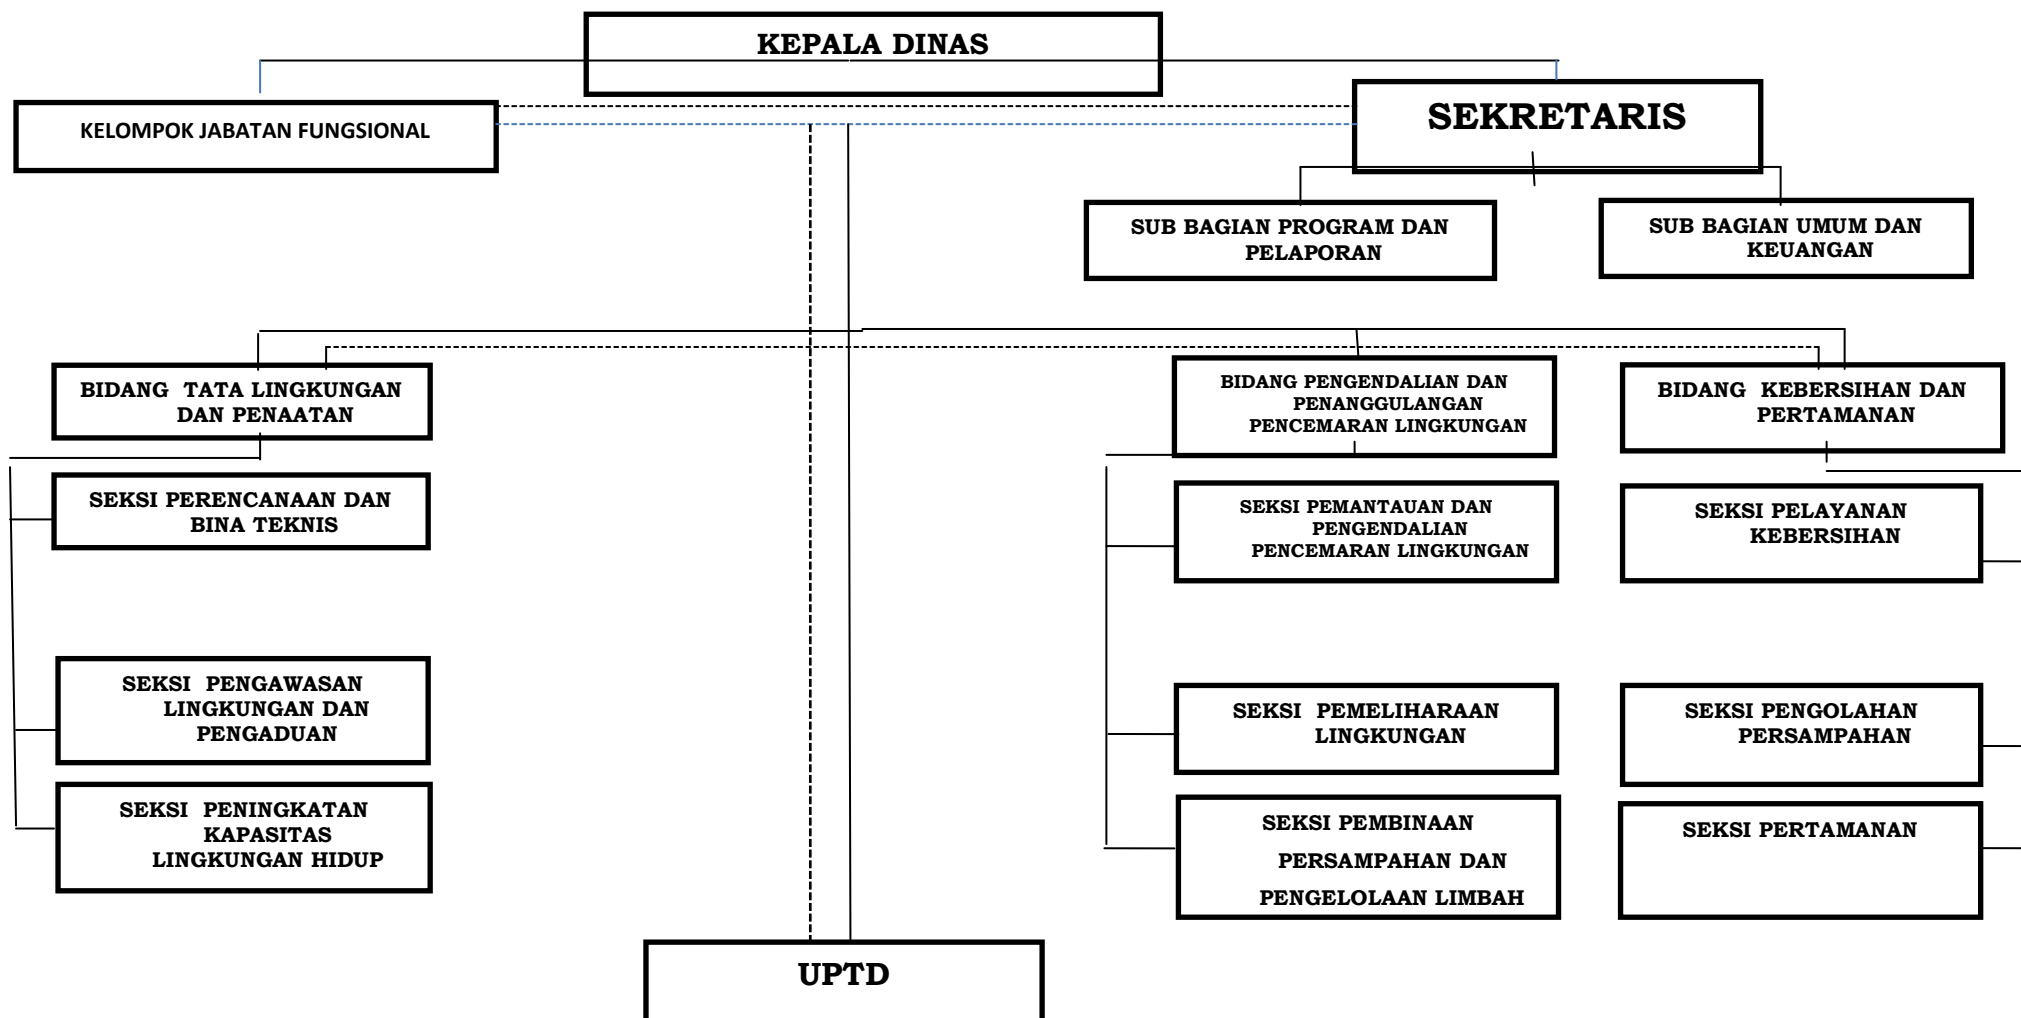 KEPALA DINAS
KELOMPOK JABATAN FUNGSIONAL
SEKRETARIS
SUB BAGIAN PROGRAM DAN
PELAPORAN
SUB BAGIAN UMUM DAN
KEUANGAN
BIDANG TATA LINGKUNGAN
DAN PENAATAN
BIDANG PENGENDALIAN DAN
PENANGGULANGAN
PENCEMARAN LINGKUNGAN
BIDANG KEBERSIHAN DAN
PERTAMANAN
SEKSI PERENCANAAN DAN
BINA TEKNIS
SEKSI PEMANTAUAN DAN
PENGENDALIAN
PENCEMARAN LINGKUNGAN
SEKSI PELAYANAN
KEBERSIHAN
SEKSI PENGAWASAN
LINGKUNGAN DAN
PENGADUAN
SEKSI PEMELIHARAAN
LINGKUNGAN
SEKSI PENGOLAHAN
PERSAMPAHAN
SEKSI PENINGKATAN
KAPASITAS
LINGKUNGAN HIDUP
SEKSI PEMBINAAN
PERSAMPAHAN DAN
PENGELOLAAN LIMBAH
SEKSI PERTAMANAN
UPTD